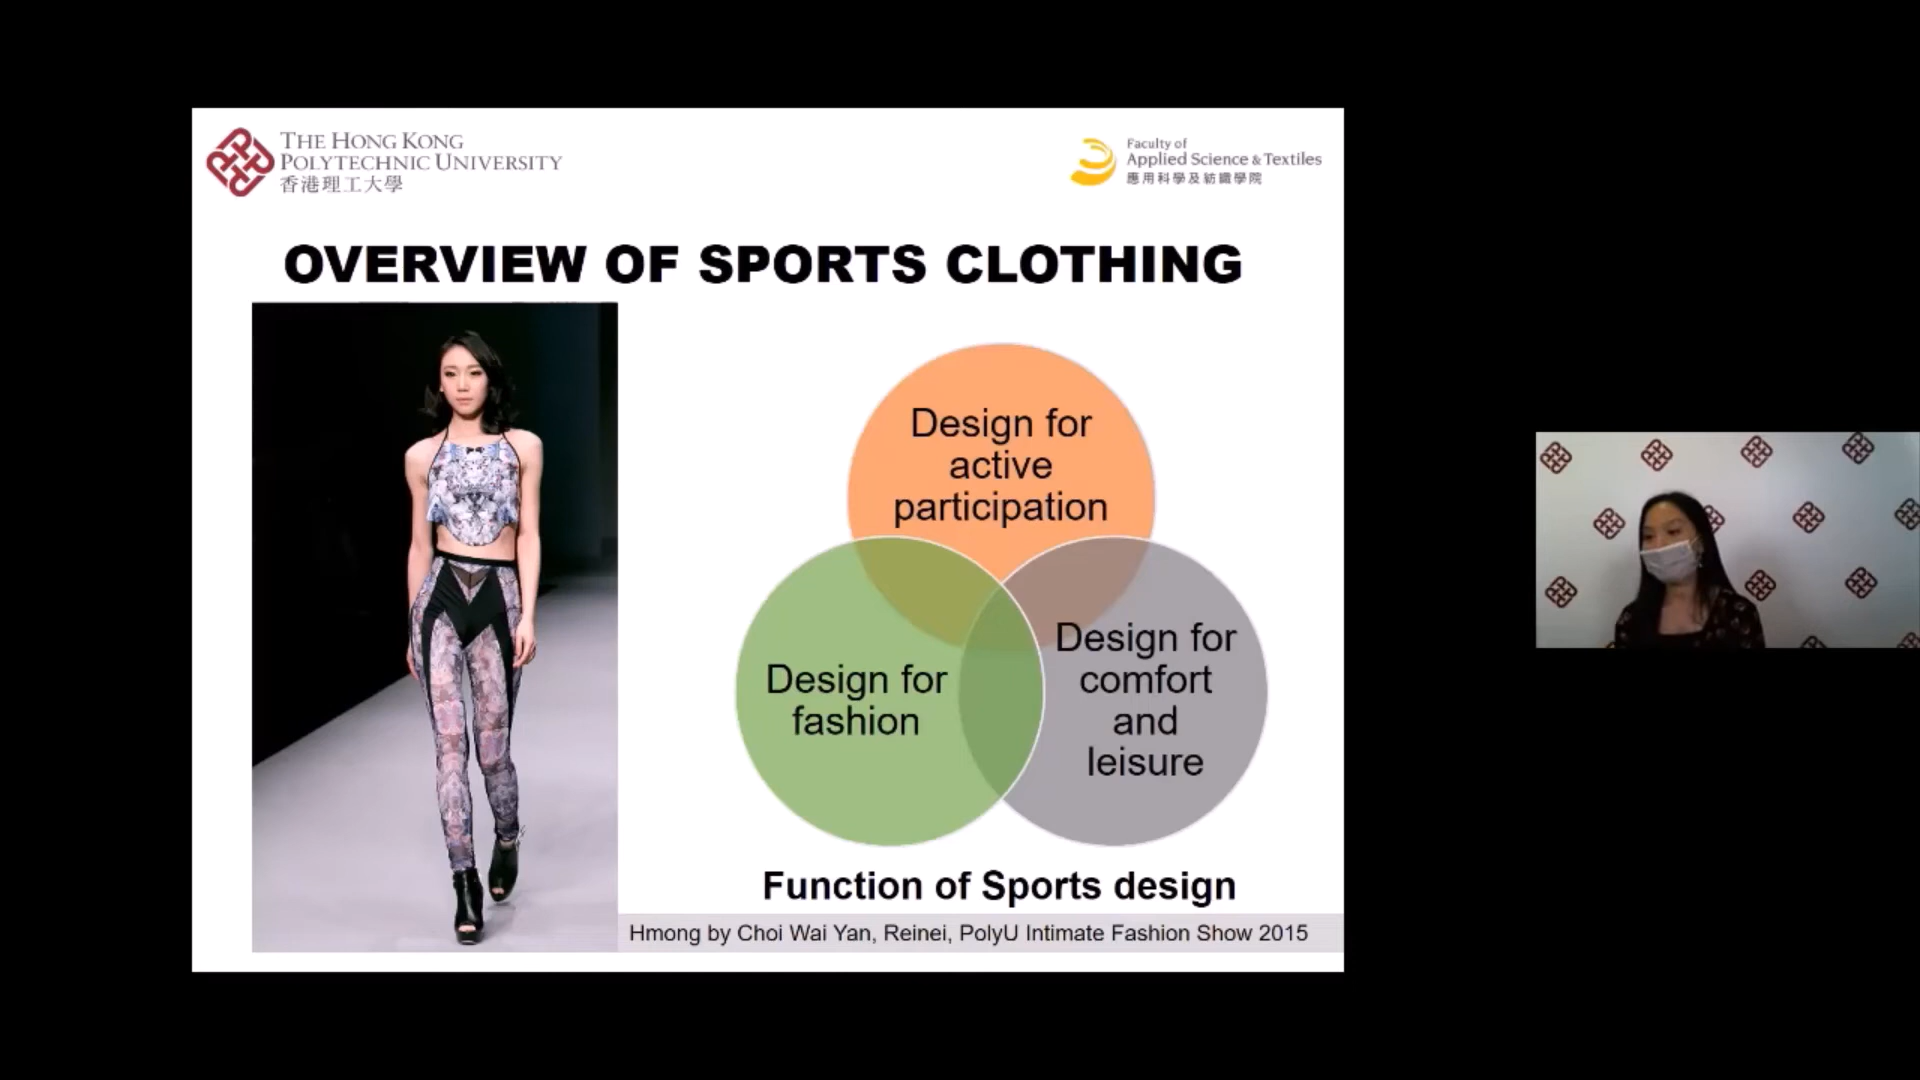 THE HONG KONG
POLYTECHNIC UNIVERSITY
香港理工大學
Faculty of
Applied Science & Textiles
應用科學及紡織學院
OVERVIEW OF SPORTS CLOTHING
Design for
active
participation
Design for
fashion
Design for
comfort
and
leisure
Function of Sports design
Hmong by Choi Wai Yan, Reinei, PolyU Intimate Fashion Show 2015